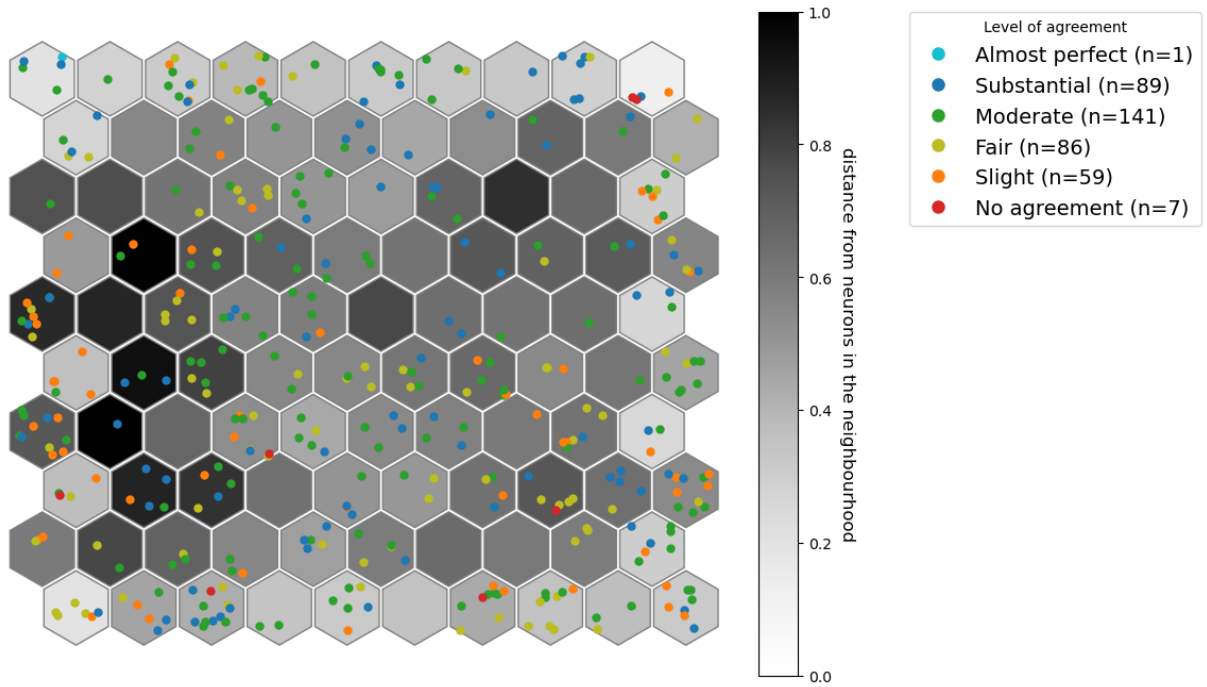 1.0
0.8
0.6
0.4
0.2
0.0
distance from neurons in the neighbourhood
Level of agreement
Almost perfect (n=1)
Substantial (n=89)
Moderate (n=141)
Fair (n=86)
Slight (n=59)
No agreement (n=7)